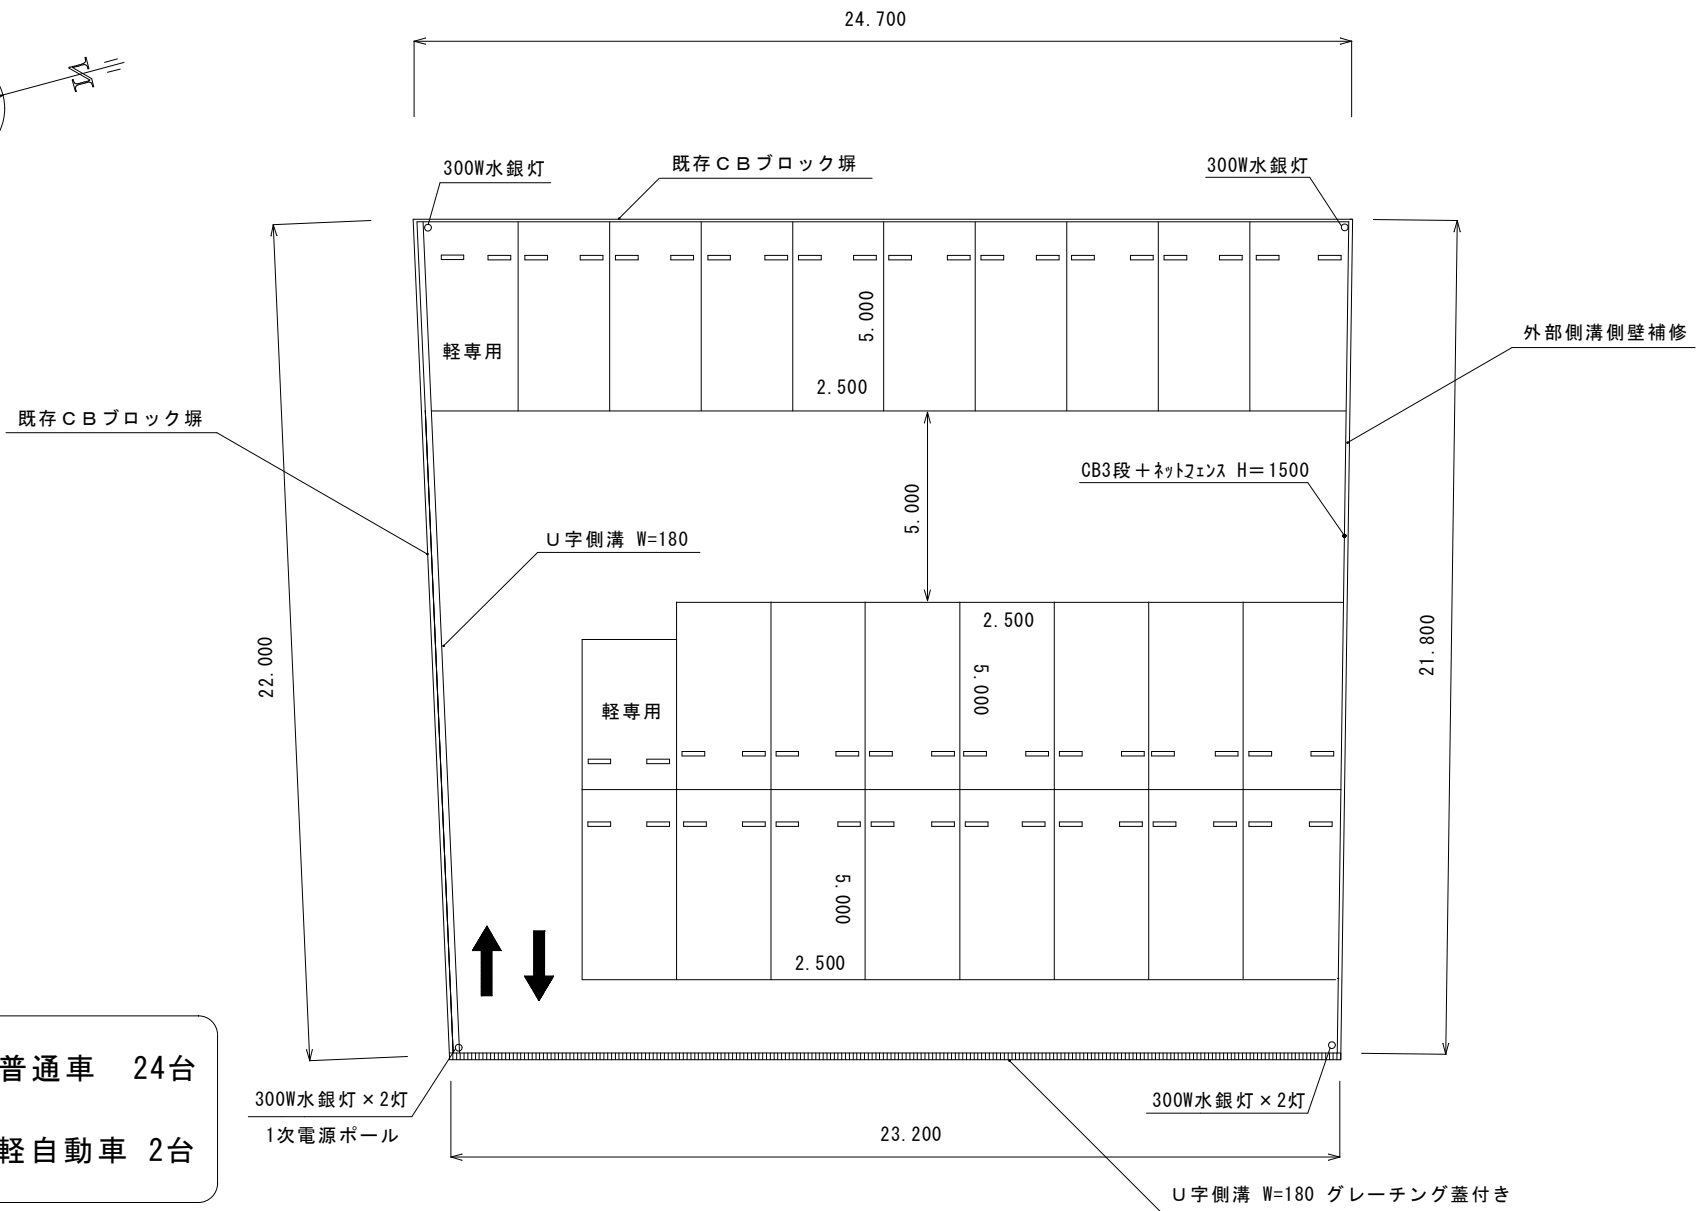 24.700
N
300W水銀灯
既存CBブロック塀
300W水銀灯
5.000
外部側溝側壁補修
軽専用
2.500
既存CBブロック塀
CB3段+ネットフェンス H=1500
5.000
U字側溝 W=180
2.500
22.000
21.800
5.000
軽専用
5.000
2.500
普通車 24台
300W水銀灯×2灯
300W水銀灯×2灯
1次電源ポール
23.200
軽自動車 2台
U字側溝 W=180 グレーチング蓋付き